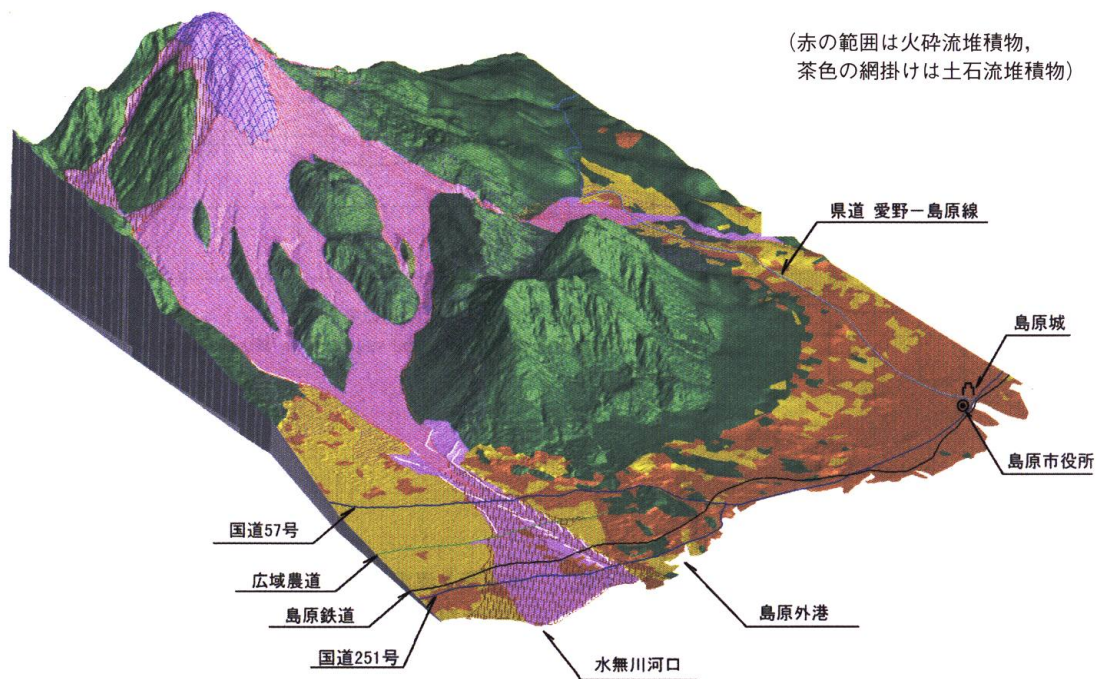 (赤の範囲は火砕流堆積物,
茶色の網掛けは土石流堆積物)
県道 愛野－島原線
島原城
島原市役所
国道57号
広域農道
島原鉄道
国道251号
島原外港
水無川河口